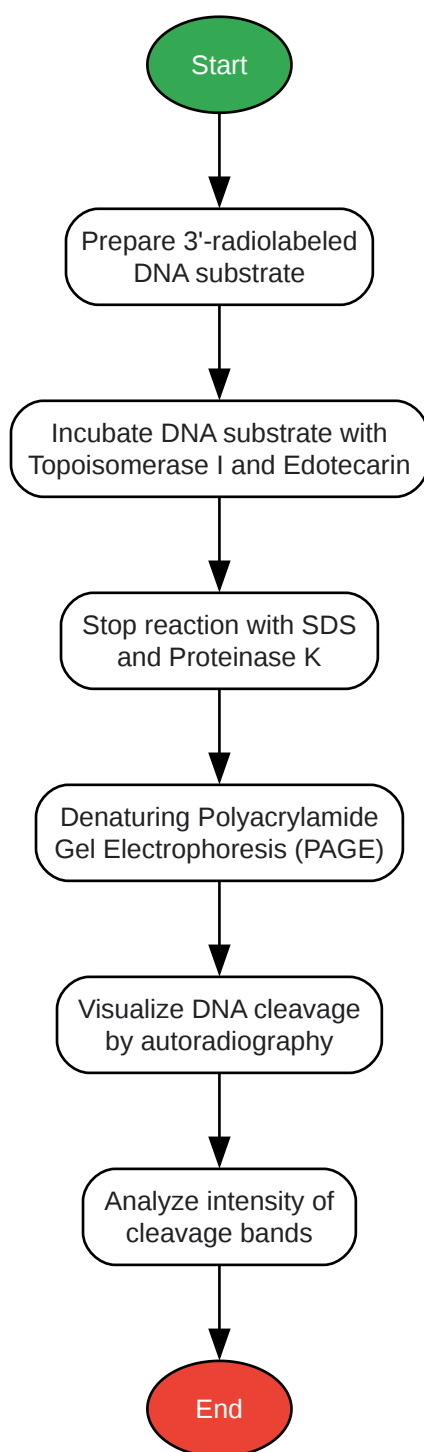 Start
Prepare 3'-radiolabeled
DNA substrate
Incubate DNA substrate with
Topoisomerase I and Edotecarin
Stop reaction with SDS
and Proteinase K
Denaturing Polyacrylamide
Gel Electrophoresis (PAGE)
Visualize DNA cleavage
by autoradiography
Analyze intensity of
cleavage bands
End